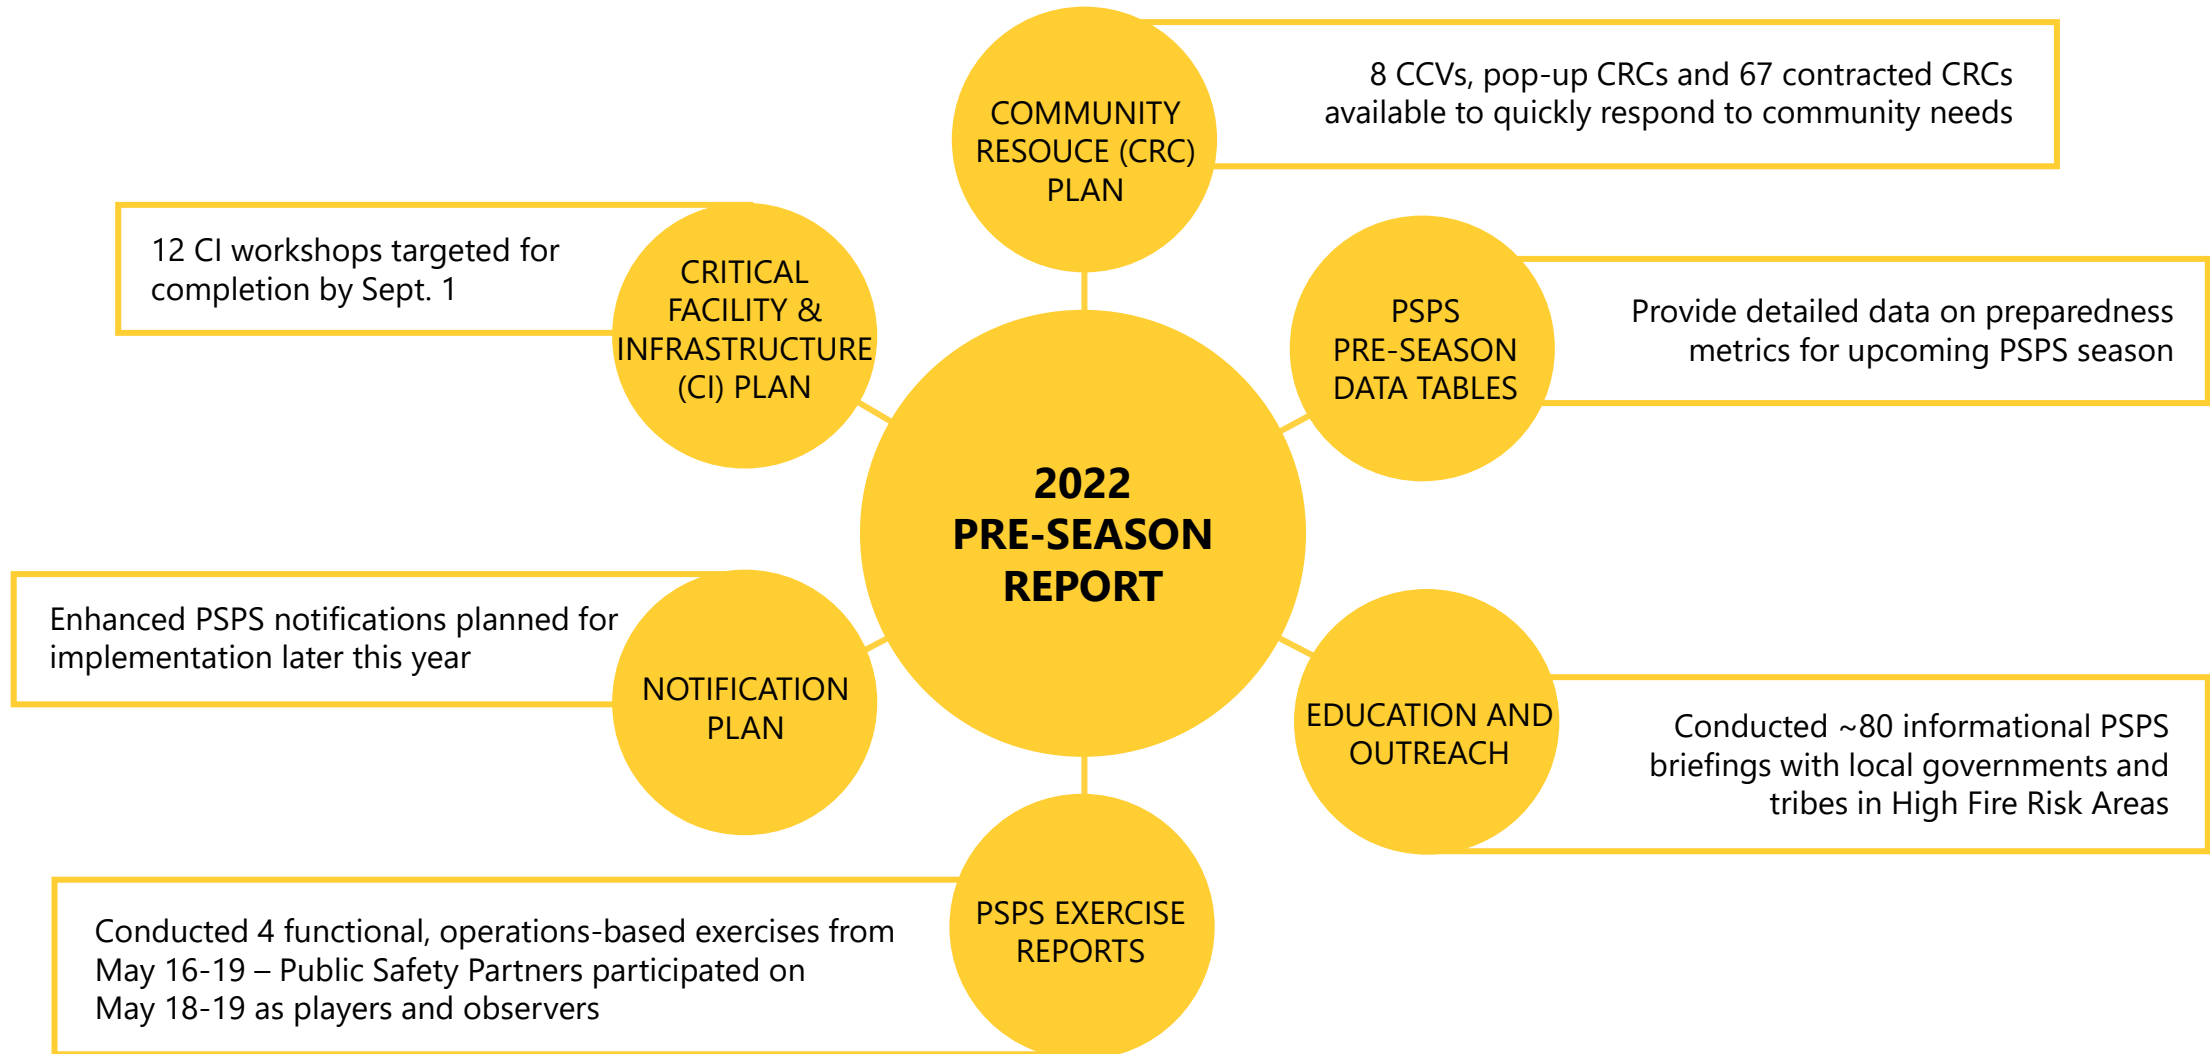 COMMUNITY
RESOUCE (CRC)
PLAN
8 CCVs, pop-up CRCs and 67 contracted CRCs
available to quickly respond to community needs
12 CI workshops targeted for
completion by Sept. 1
CRITICAL
FACILITY &
INFRASTRUCTURE
(CI) PLAN
PSPS
PRE-SEASON
DATA TABLES
Provide detailed data on preparedness
metrics for upcoming PSPS season
2022
PRE-SEASON
REPORT
Enhanced PSPS notifications planned for
implementation later this year
NOTIFICATION
PLAN
EDUCATION AND
OUTREACH
Conducted ~80 informational PSPS
briefings with local governments and
tribes in High Fire Risk Areas
Conducted 4 functional, operations-based exercises from
May 16-19 – Public Safety Partners participated on
May 18-19 as players and observers
PSPS EXERCISE
REPORTS